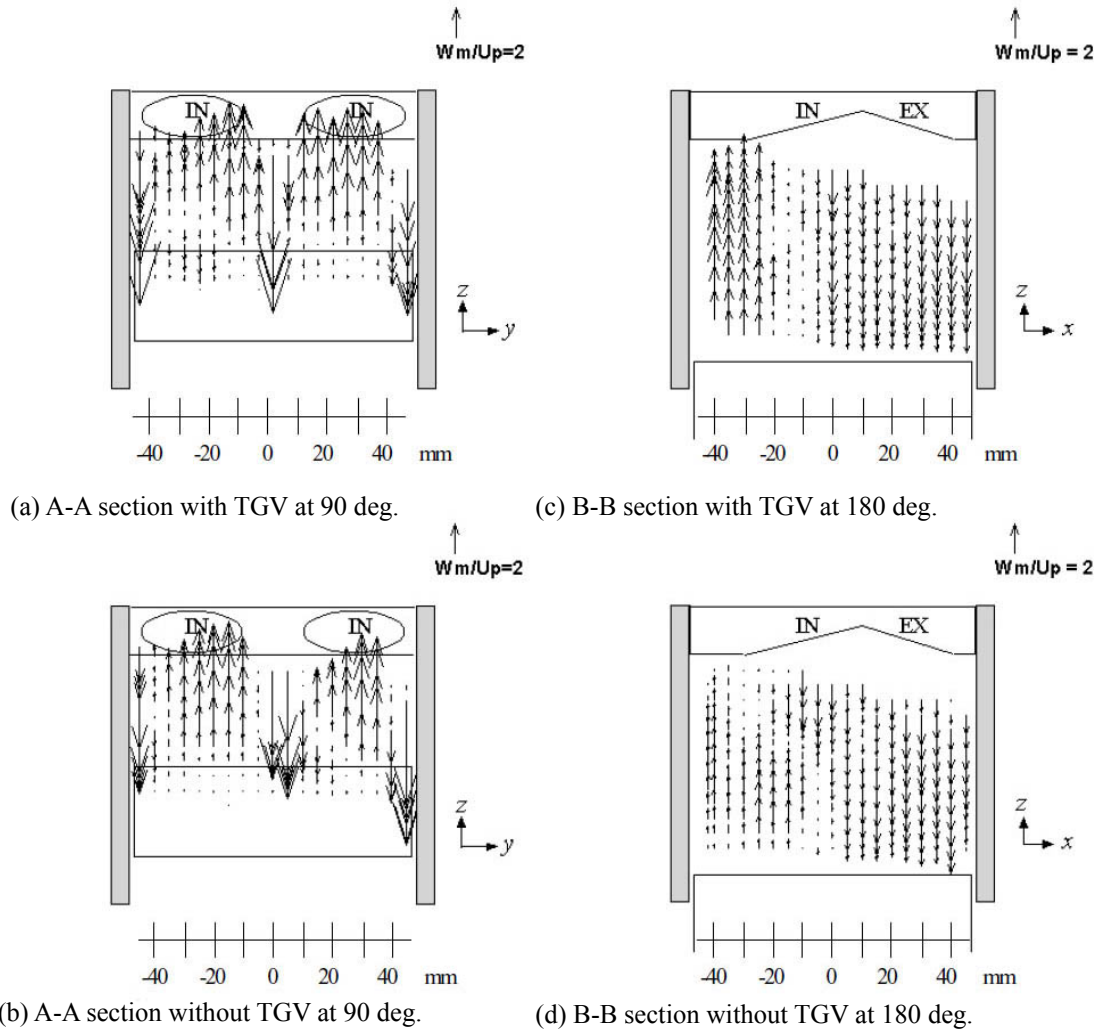 Wm/Up=2
IN IN
z
y
-40 -20 0 20 40 mm
(a) A-A section with TGV at 90 deg.
Wm/Up = 2
IN EX
z
x
-40 -20 0 20 40 mm
(c) B-B section with TGV at 180 deg.
Wm/Up=2
IN IN
z
y
-40 -20 0 20 40 mm
(b) A-A section without TGV at 90 deg.
Wm/Up = 2
IN EX
z
x
-40 -20 0 20 40 mm
(d) B-B section without TGV at 180 deg.